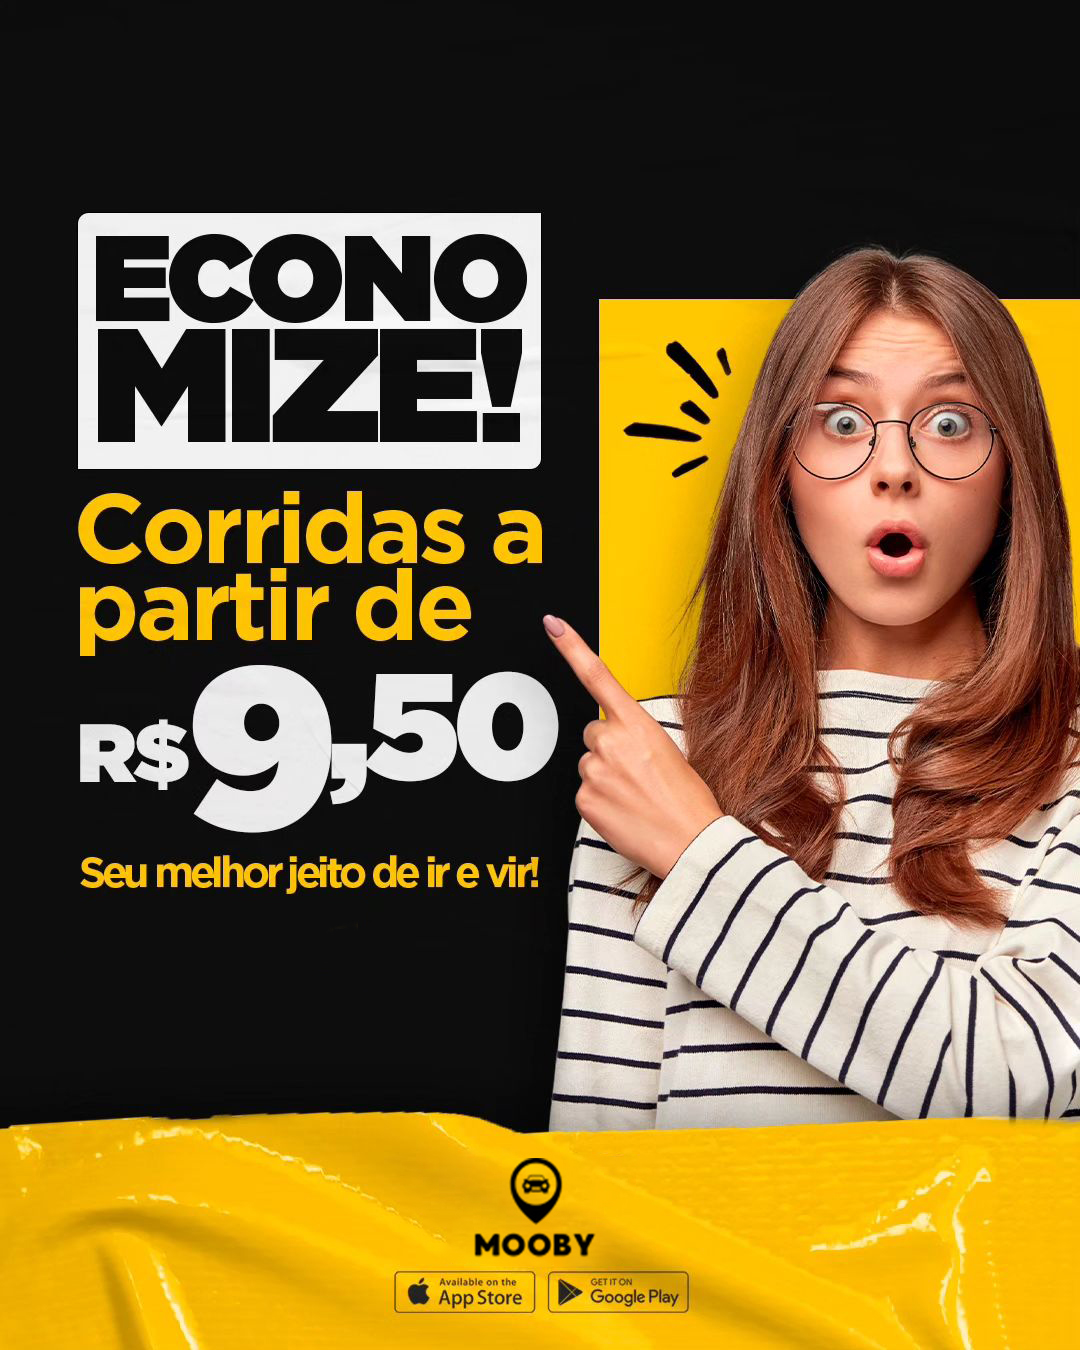 ECONO
MIZE!
Corridas a
partir de
R$9,50
Seu melhor jeito de ir e vir!
MOOBY
Available on the
App Store
GET IT ON
Google Play